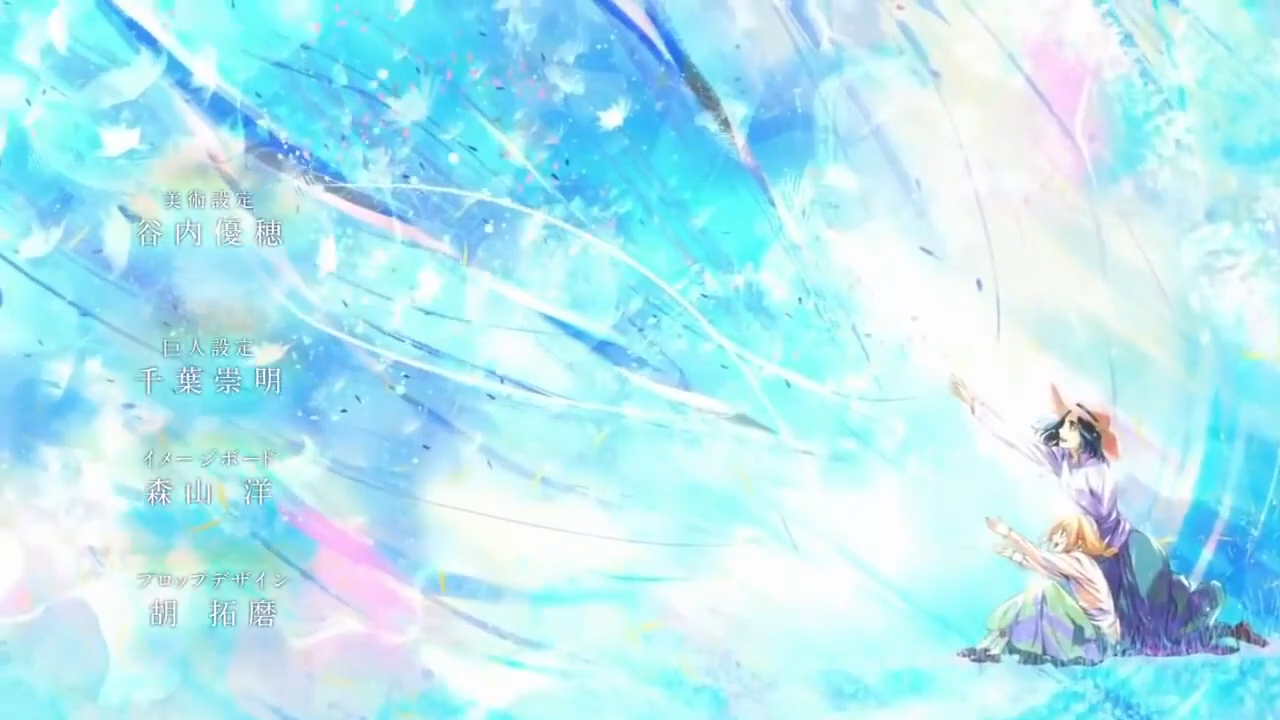 美術設定
谷内優穂
巨人設定
千葉崇明
イメージボード
森山 洋
プロップデザイン
胡 拓磨